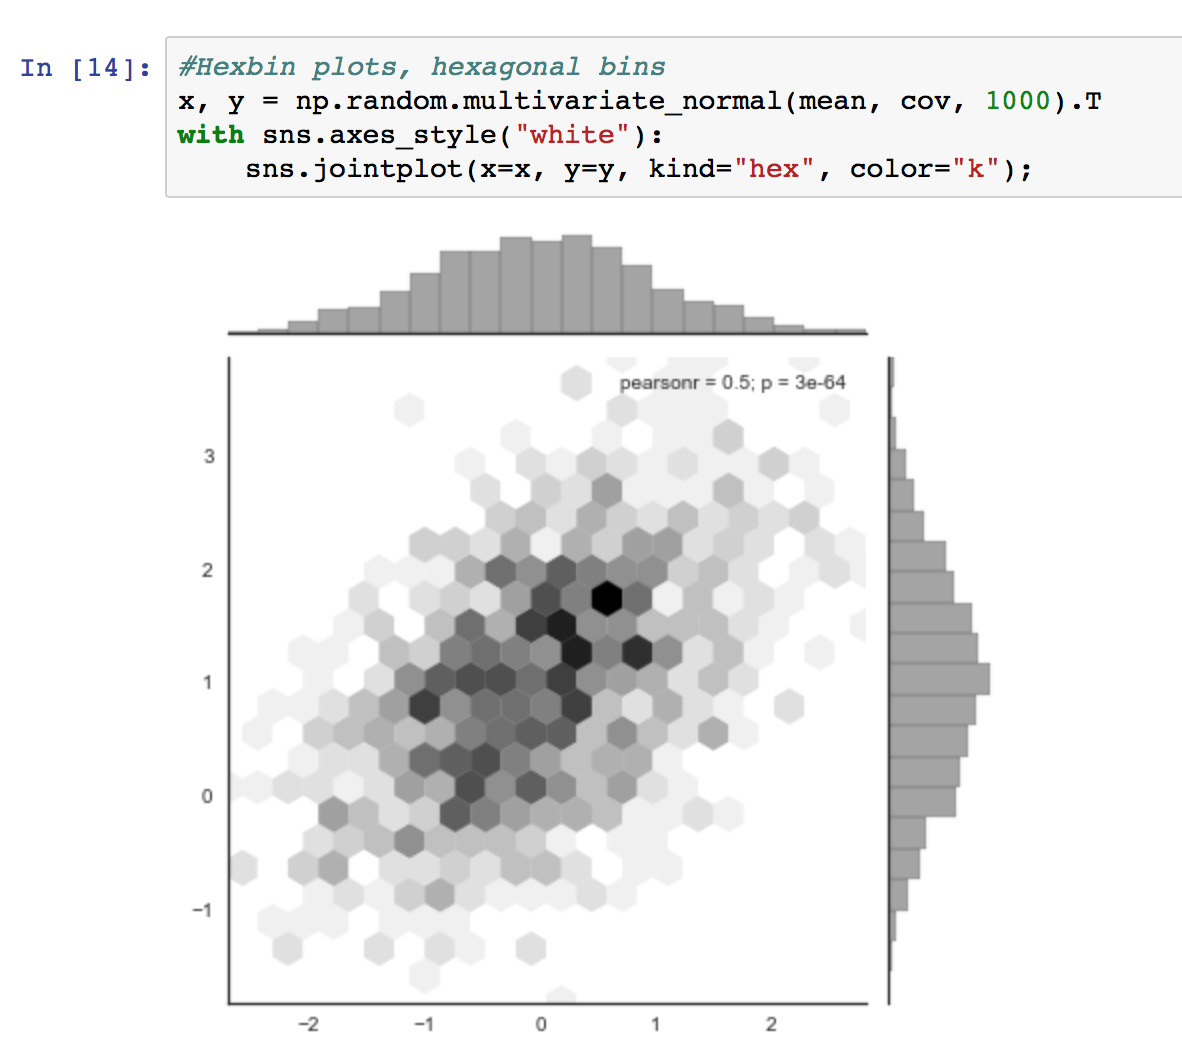 In [14]: #Hexbin plots, hexagonal bins
x, y = np.random.multivariate_normal(mean, cov, 1000).T
with sns.axes_style("white"):
    sns.jointplot(x=x, y=y, kind="hex", color="k");
pearsonr = 0.5; p = 3e-64
3
2
1
0
−1
−2 −1 0 1 2